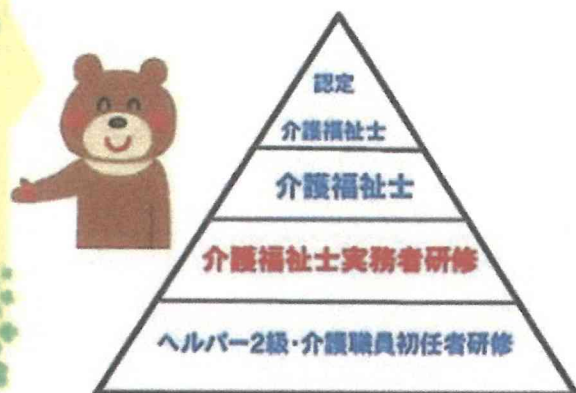 認定
介護福祉士
介護福祉士
介護福祉士実務者研修
ヘルパー2級・介護職員初任者研修